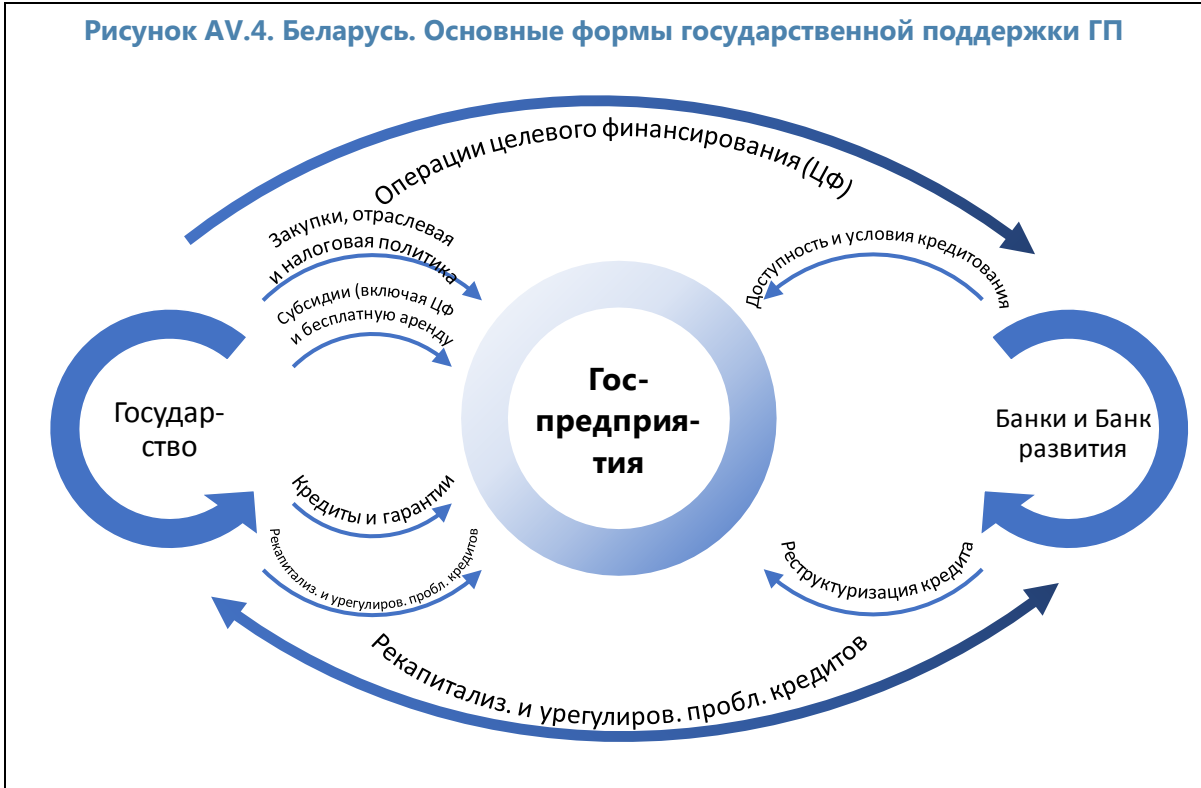 Рисунок AV.4. Беларусь. Основные формы государственной поддержки ГП
Операции целевого финансирования (ЦФ)
Закупки, отраслевая
и налоговая политика
Субсидии (включая ЦФ
и бесплатную аренду
Доступность и условия кредитования
Государ-
ство
Гос-
предприя-
тия
Банки и Банк
развития
Кредиты и гарантии
Рекапитализ. и урегулиров. пробл. кредитов
Реструктуризация кредита
Рекапитализ. и урегулиров. пробл. кредитов